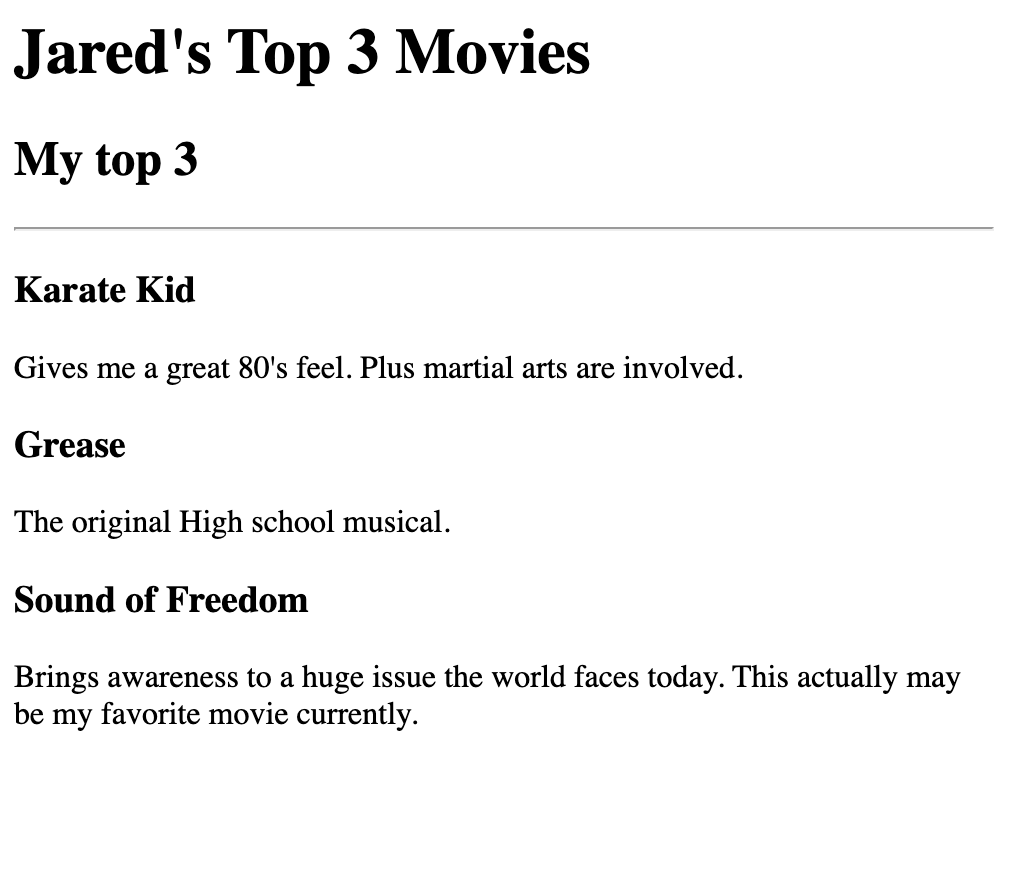 Jared's Top 3 Movies
My top 3
Karate Kid
Gives me a great 80's feel. Plus martial arts are involved.
Grease
The original High school musical.
Sound of Freedom
Brings awareness to a huge issue the world faces today. This actually may
be my favorite movie currently.